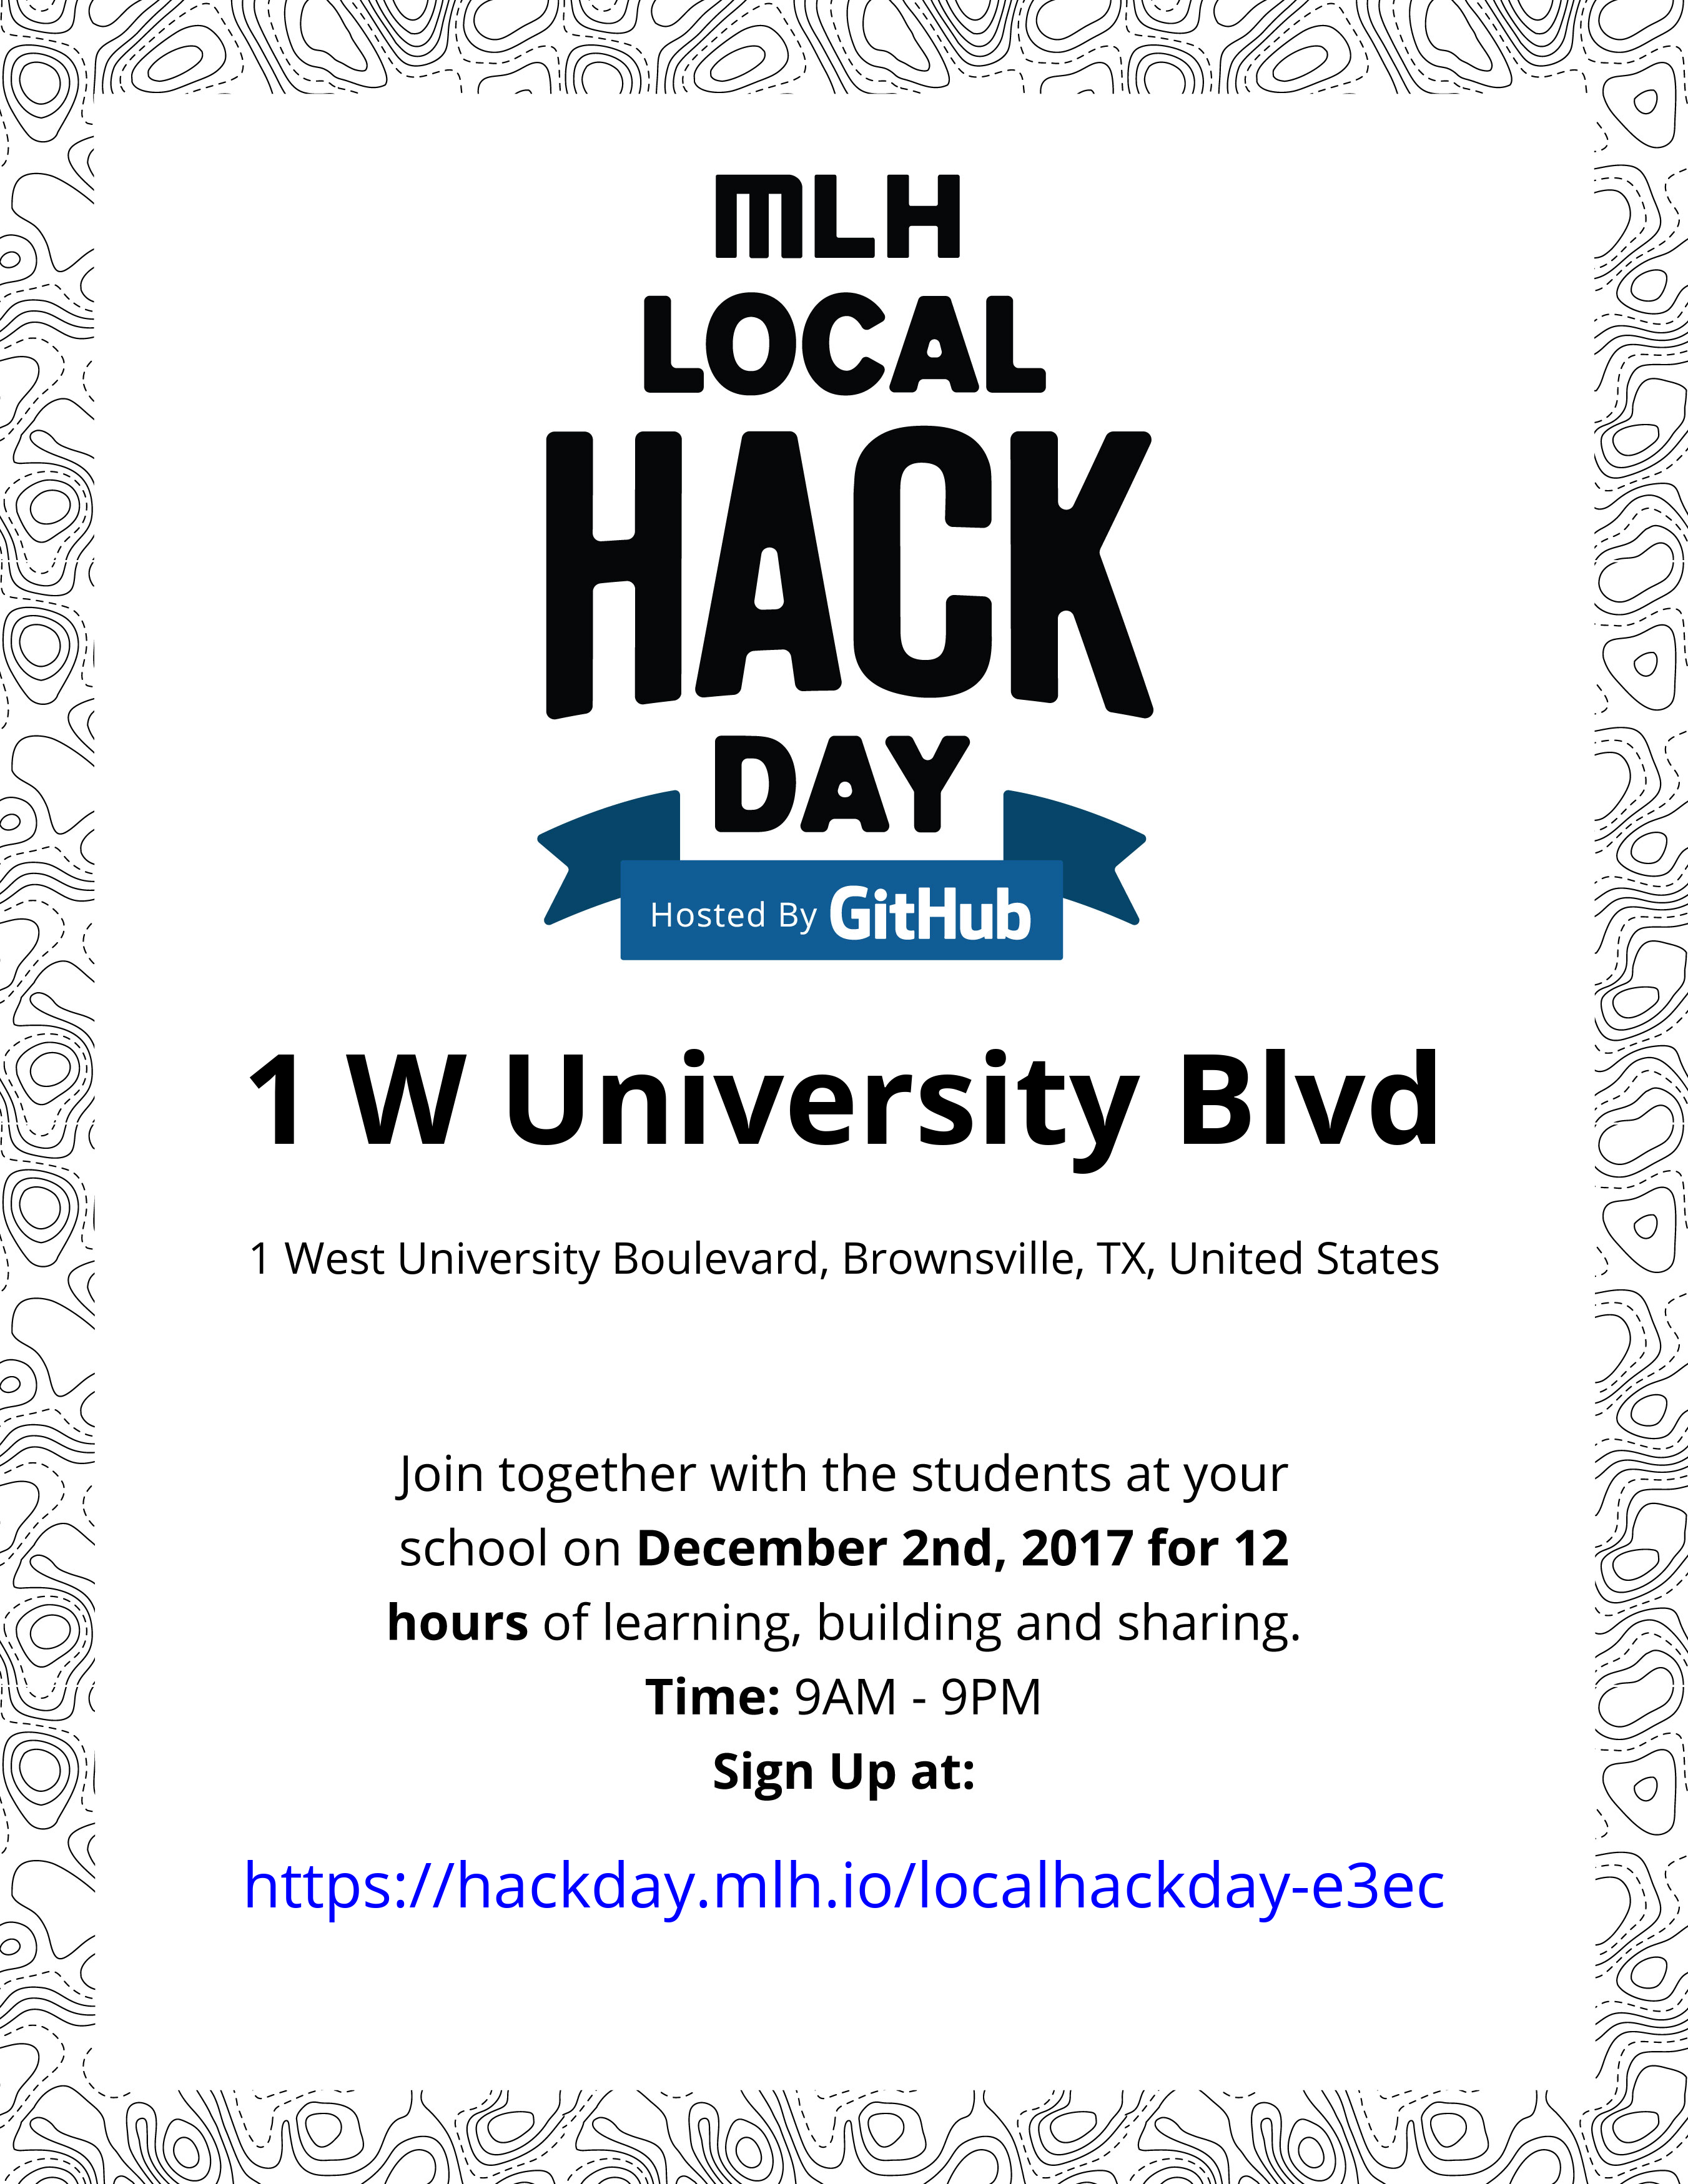 MLH
LOCAL
HACK
DAY
Hosted By GitHub
1 W University Blvd
1 West University Boulevard, Brownsville, TX, United States
Join together with the students at your
school on December 2nd, 2017 for 12
hours of learning, building and sharing.
Time: 9AM - 9PM
Sign Up at:
https://hackday.mlh.io/localhackday-e3ec